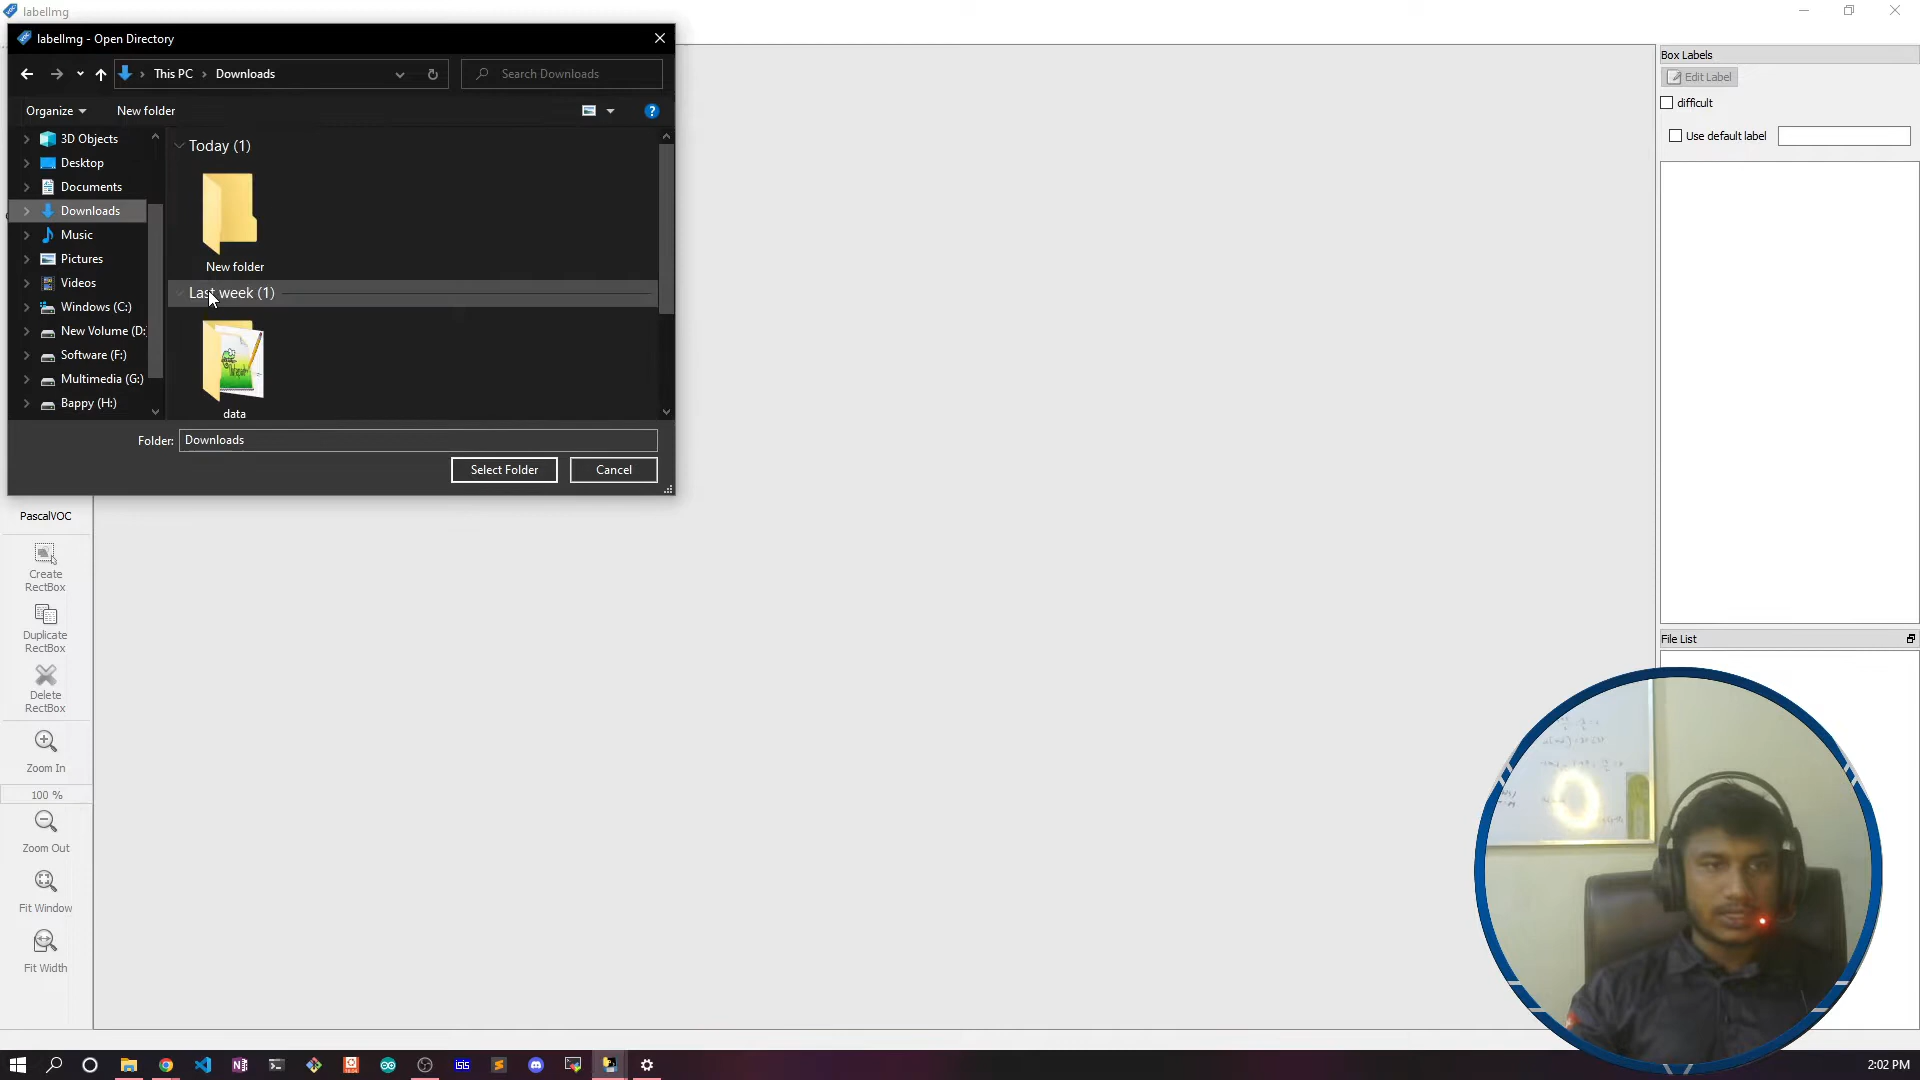 labelImg
labelImg - Open Directory
This PC > Downloads
Search Downloads
Organize
New folder
3D Objects
Desktop
Documents
Downloads
Music
Pictures
Videos
Windows (C:)
New Volume (D:
Software (F:)
Multimedia (G:)
Bappy (H:)
Today (1)
New folder
Last week (1)
data
Folder: Downloads
Select Folder
Cancel
PascalVOC
Create
RectBox
Duplicate
RectBox
Delete
RectBox
Zoom In
100 %
Zoom Out
Fit Window
Fit Width
Box Labels
Edit Label
difficult
Use default label
File List
2:02 PM